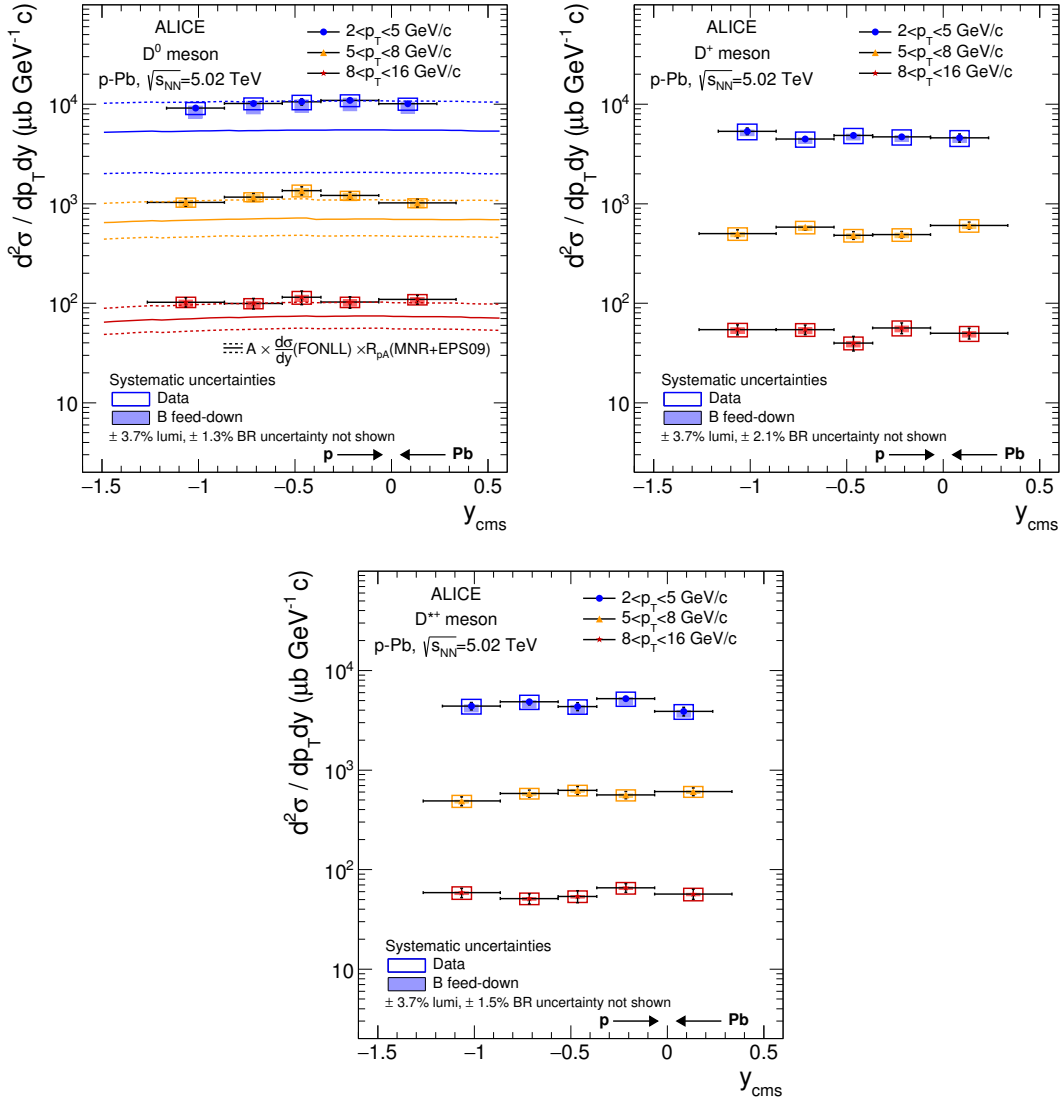 ALICE
D⁰ meson
p-Pb, √s_NN=5.02 TeV
2<p_T<5 GeV/c
5<p_T<8 GeV/c
8<p_T<16 GeV/c
d²σ / dp_T dy (μb GeV⁻¹ c)
10⁴
10³
10²
10
A × dσ/dy (FONLL) ×R_pA(MNR+EPS09)
Systematic uncertainties
Data
B feed-down
± 3.7% lumi, ± 1.3% BR uncertainty not shown
p Pb
−1.5 −1 −0.5 0 0.5
y_cms
ALICE
D⁺ meson
p-Pb, √s_NN=5.02 TeV
2<p_T<5 GeV/c
5<p_T<8 GeV/c
8<p_T<16 GeV/c
d²σ / dp_T dy (μb GeV⁻¹ c)
10⁴
10³
10²
10
Systematic uncertainties
Data
B feed-down
± 3.7% lumi, ± 2.1% BR uncertainty not shown
p Pb
−1.5 −1 −0.5 0 0.5
y_cms
ALICE
D*⁺ meson
p-Pb, √s_NN=5.02 TeV
2<p_T<5 GeV/c
5<p_T<8 GeV/c
8<p_T<16 GeV/c
d²σ / dp_T dy (μb GeV⁻¹ c)
10⁴
10³
10²
10
Systematic uncertainties
Data
B feed-down
± 3.7% lumi, ± 1.5% BR uncertainty not shown
p Pb
−1.5 −1 −0.5 0 0.5
y_cms